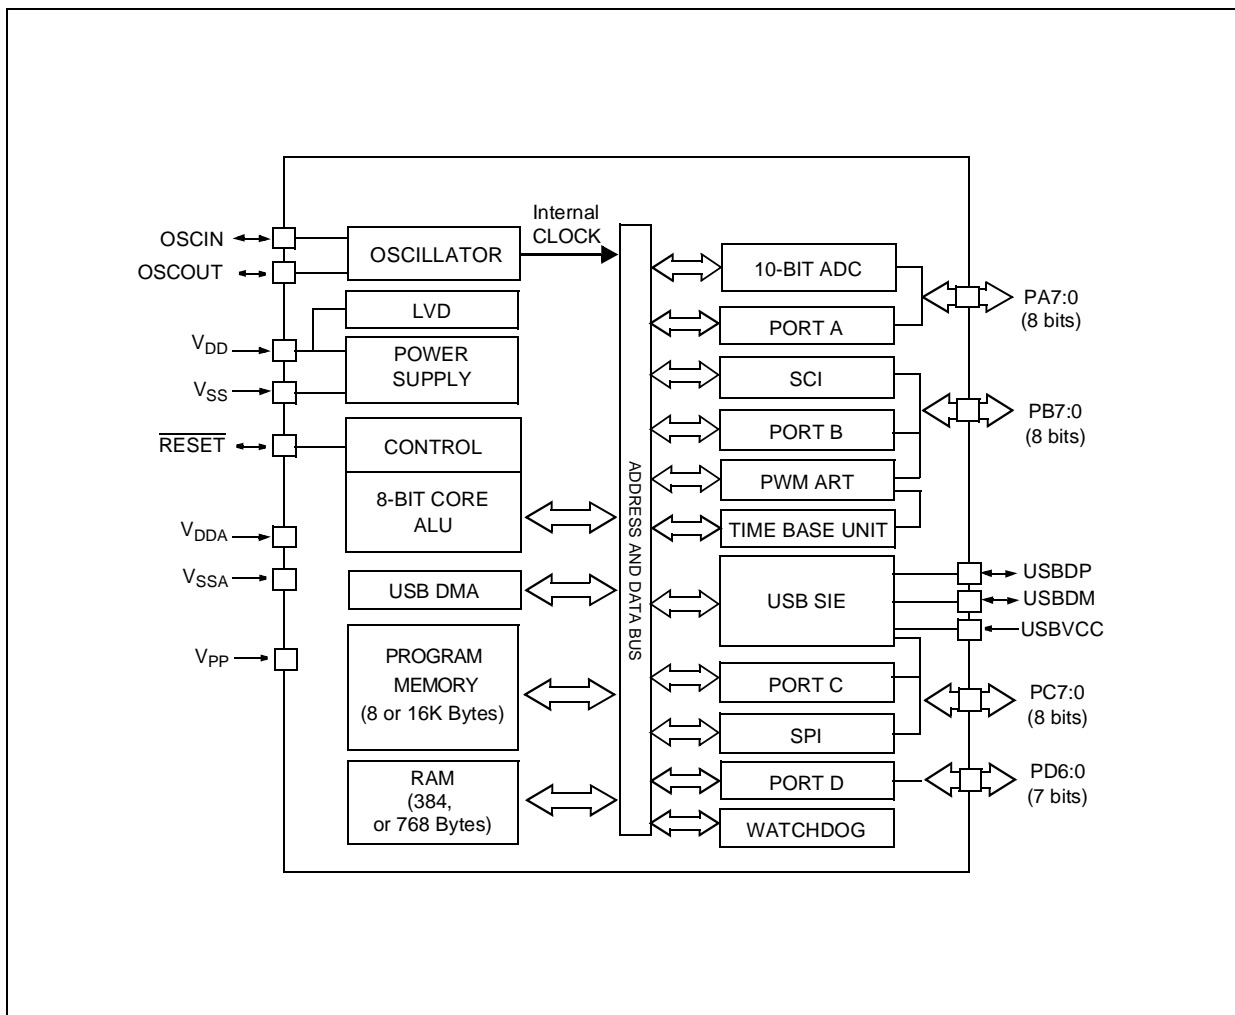 Internal
CLOCK
OSCIN
OSCOUT
OSCILLATOR
LVD
VDD
VSS
POWER
SUPPLY
RESET
CONTROL
8-BIT CORE
ALU
VDDA
VSSA
USB DMA
VPP
PROGRAM
MEMORY
(8 or 16K Bytes)
RAM
(384,
or 768 Bytes)
ADDRESS AND DATA BUS
10-BIT ADC
PORT A
SCI
PORT B
PWM ART
TIME BASE UNIT
USB SIE
PORT C
SPI
PORT D
WATCHDOG
PA7:0
(8 bits)
PB7:0
(8 bits)
USBDP
USBDM
USBVCC
PC7:0
(8 bits)
PD6:0
(7 bits)